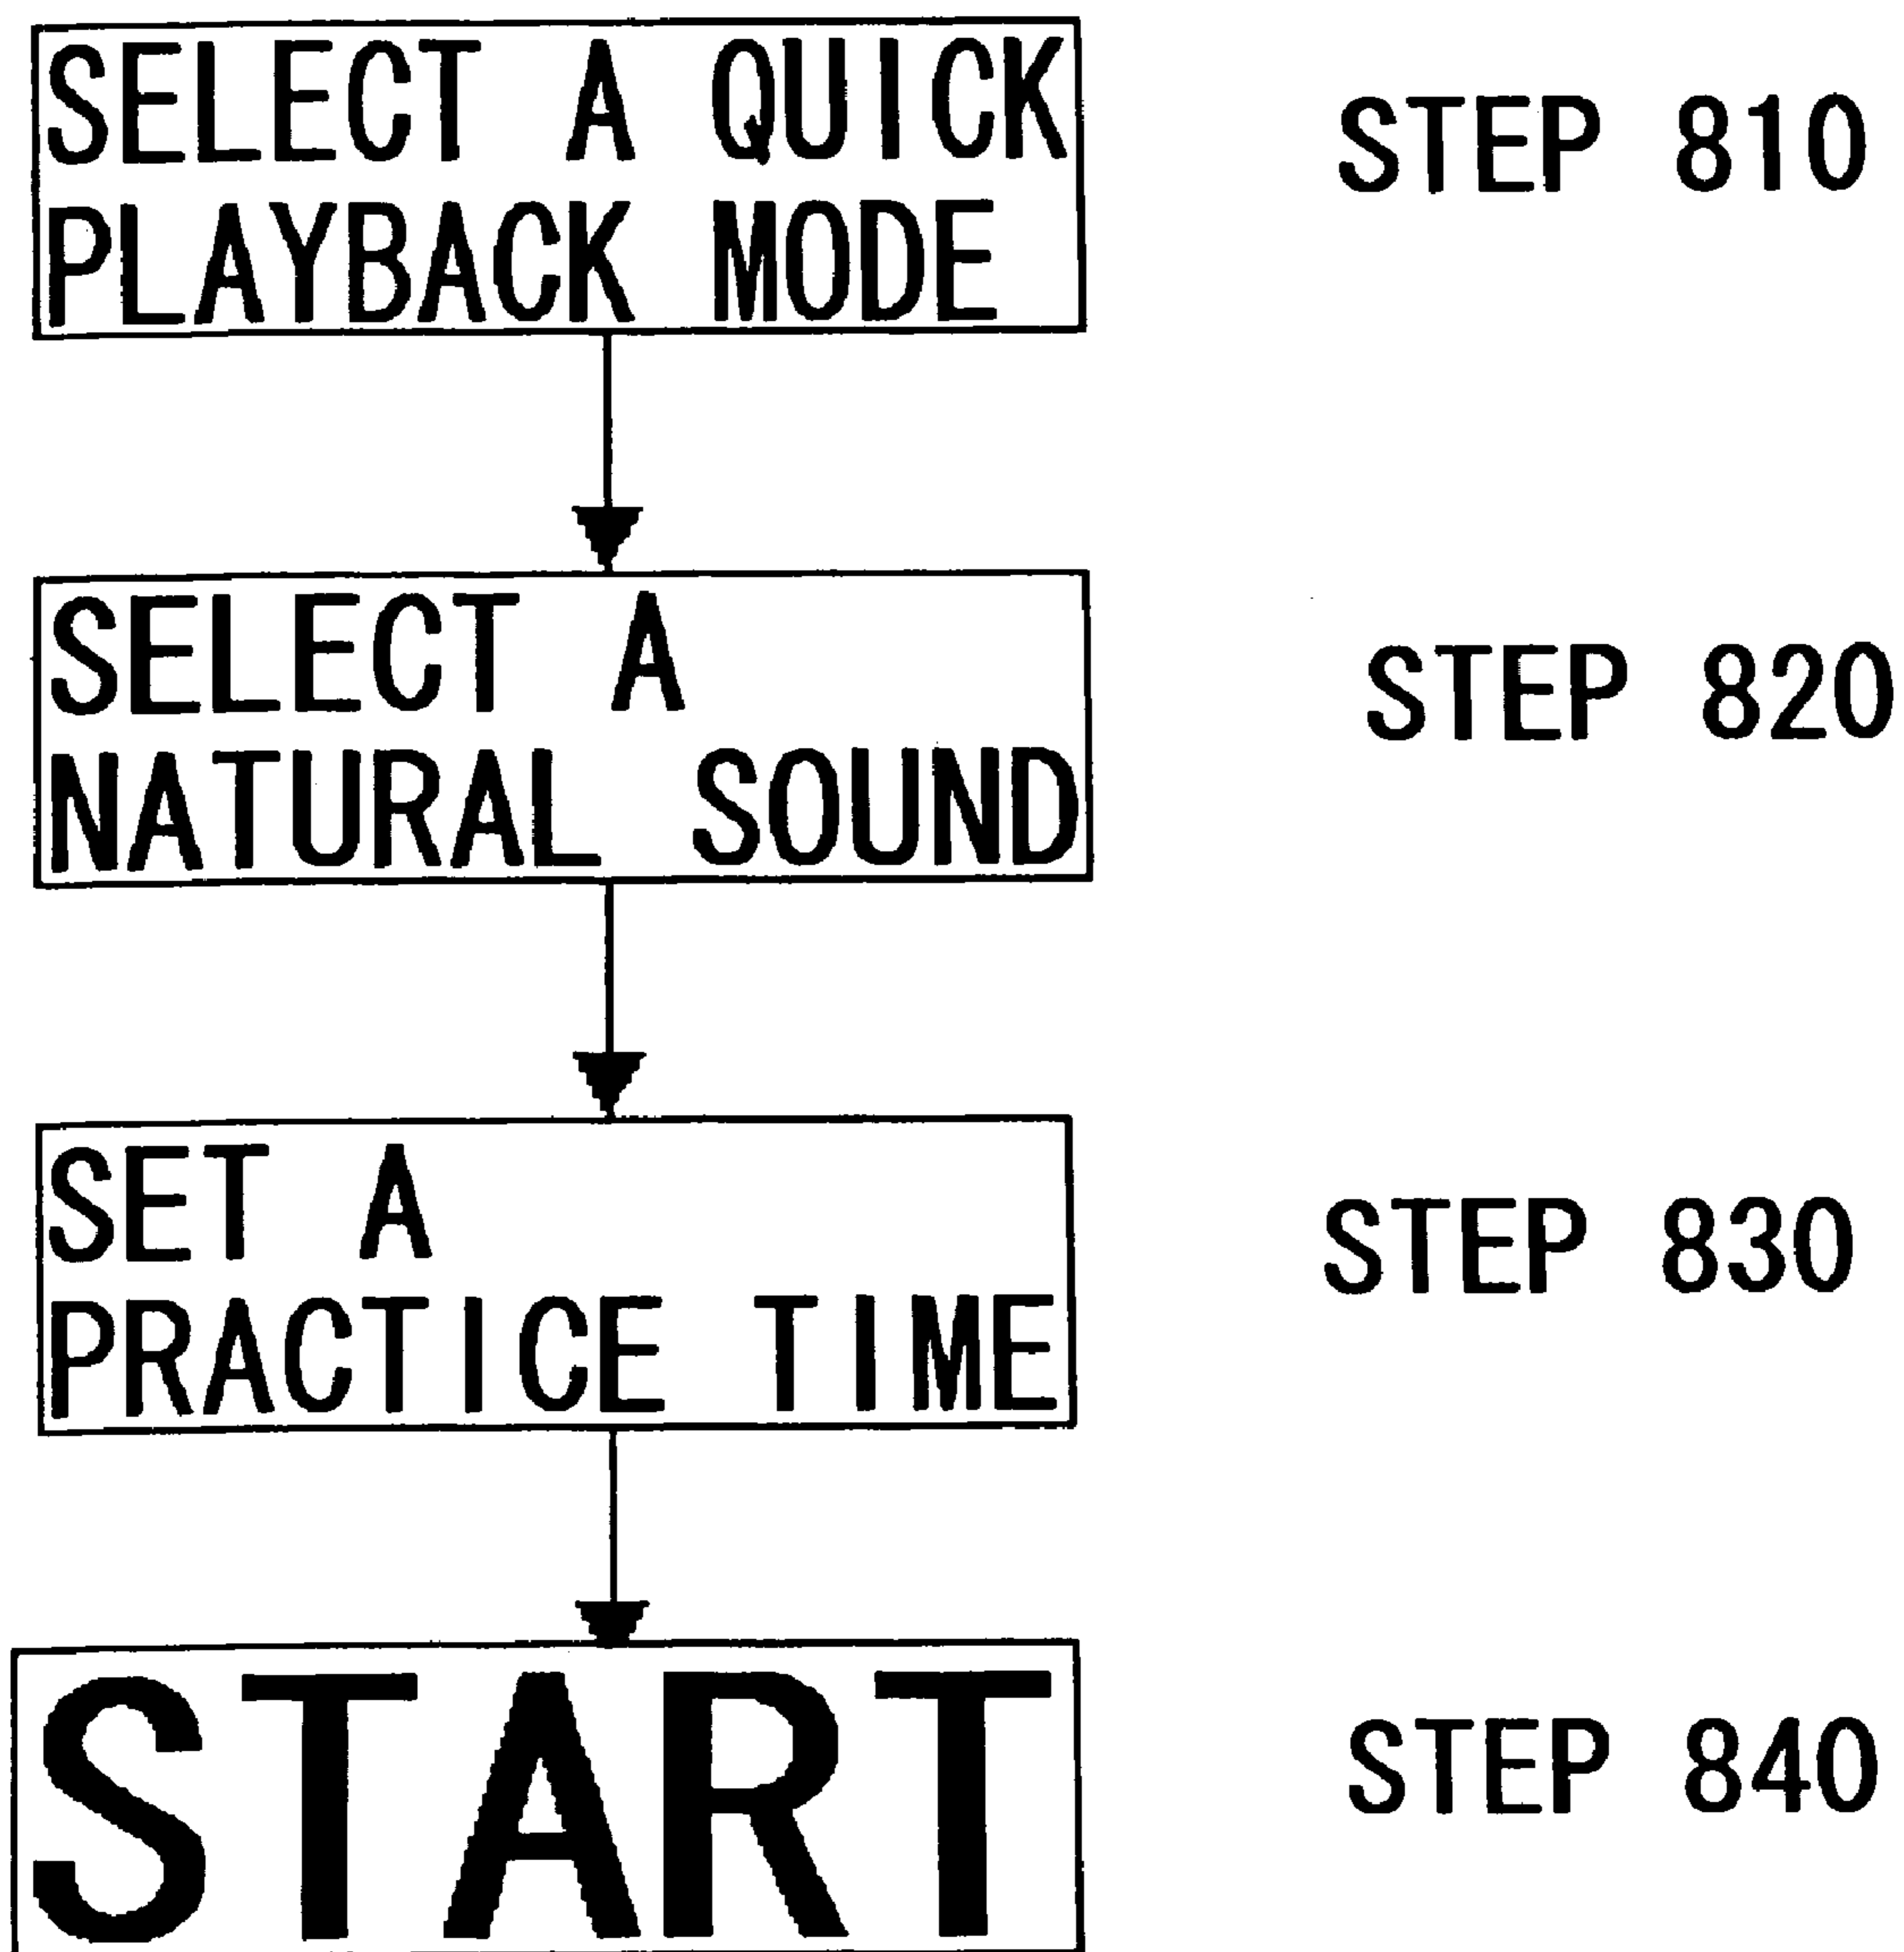 SELECT A QUICK
PLAYBACK MODE
STEP 810
SELECT A
NATURAL SOUND
STEP 820
SET A
PRACTICE TIME
STEP 830
START
STEP 840